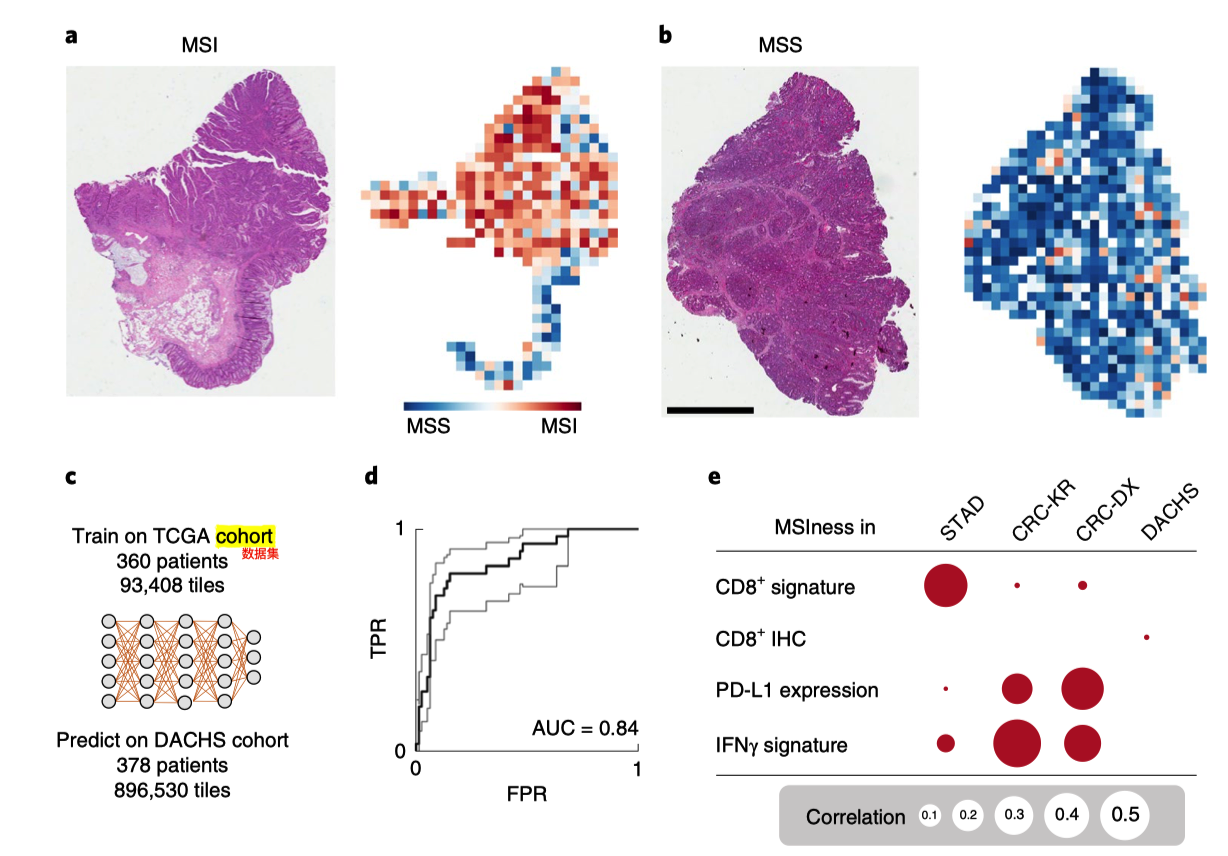 a
MSI
MSS
MSI
b
MSS
c
Train on TCGA cohort
数据集
360 patients
93,408 tiles
Predict on DACHS cohort
378 patients
896,530 tiles
d
1
TPR
0
AUC = 0.84
0
1
FPR
e
MSIness in
STAD
CRC-KR
CRC-DX
DACHS
CD8⁺ signature
CD8⁺ IHC
PD-L1 expression
IFNγ signature
Correlation 0.1 0.2 0.3 0.4 0.5